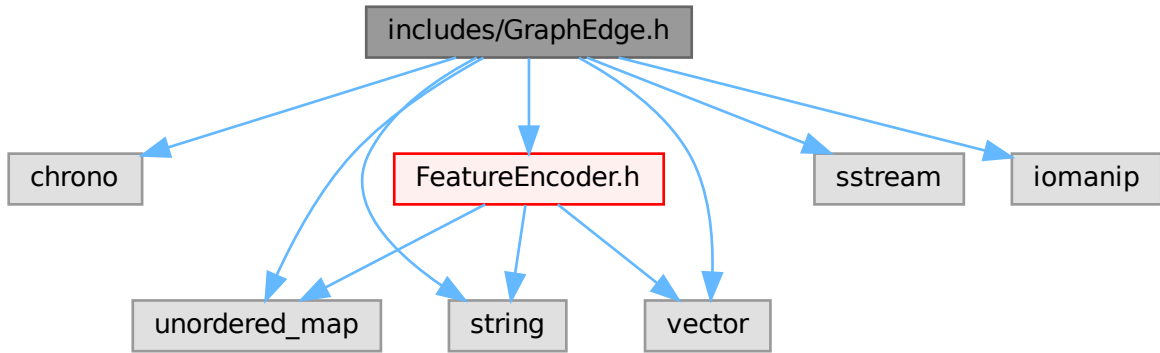 includes/GraphEdge.h
chrono
FeatureEncoder.h
sstream
iomanip
unordered_map
string
vector